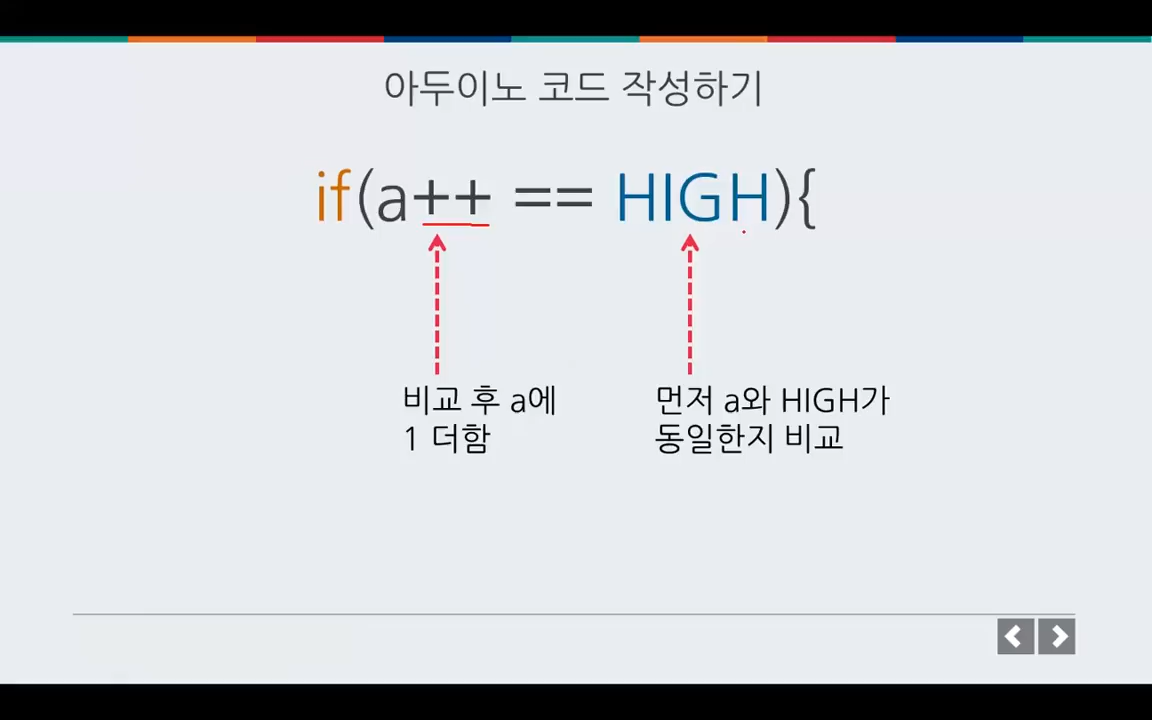 아두이노 코드 작성하기
if(a++ == HIGH){
비교 후 a에
1 더함
먼저 a와 HIGH가
동일한지 비교